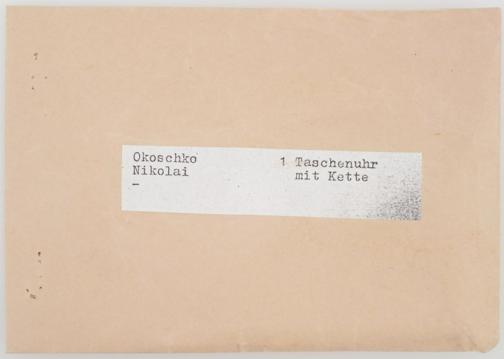 Okoschko 1 Taschenuhr
Nikolai mit Kette
-